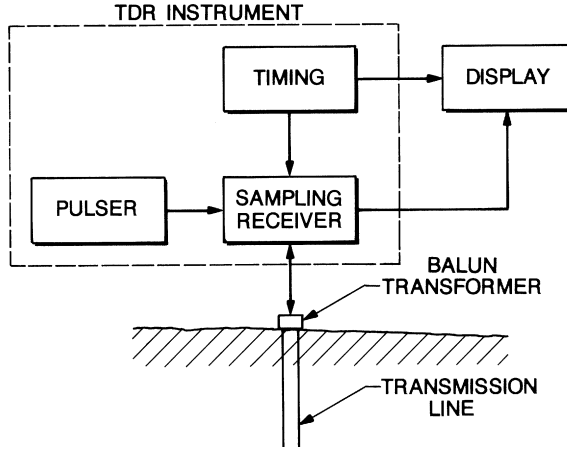 TDR INSTRUMENT
TIMING
DISPLAY
PULSER
SAMPLING
RECEIVER
BALUN
TRANSFORMER
TRANSMISSION
LINE